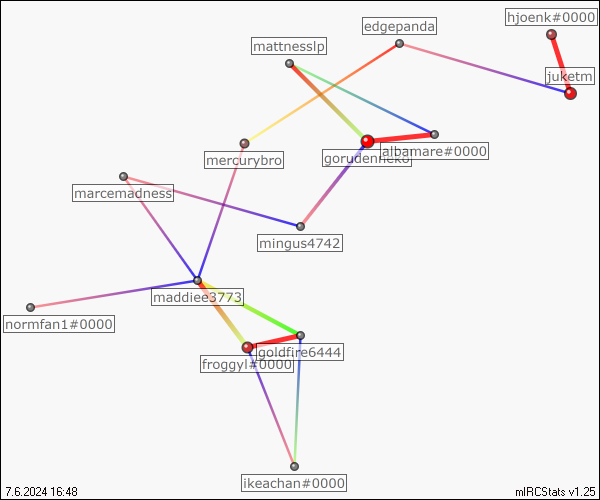 hjoenk#0000
edgepanda
mattnesslp
juketm
albamare#0000
gorudenneko
mercurybro
marcemadness
mingus4742
maddiee3773
normfan1#0000
goldfire6444
froggyl#0000
ikeachan#0000
7.6.2024 16:48
mIRCStats v1.25